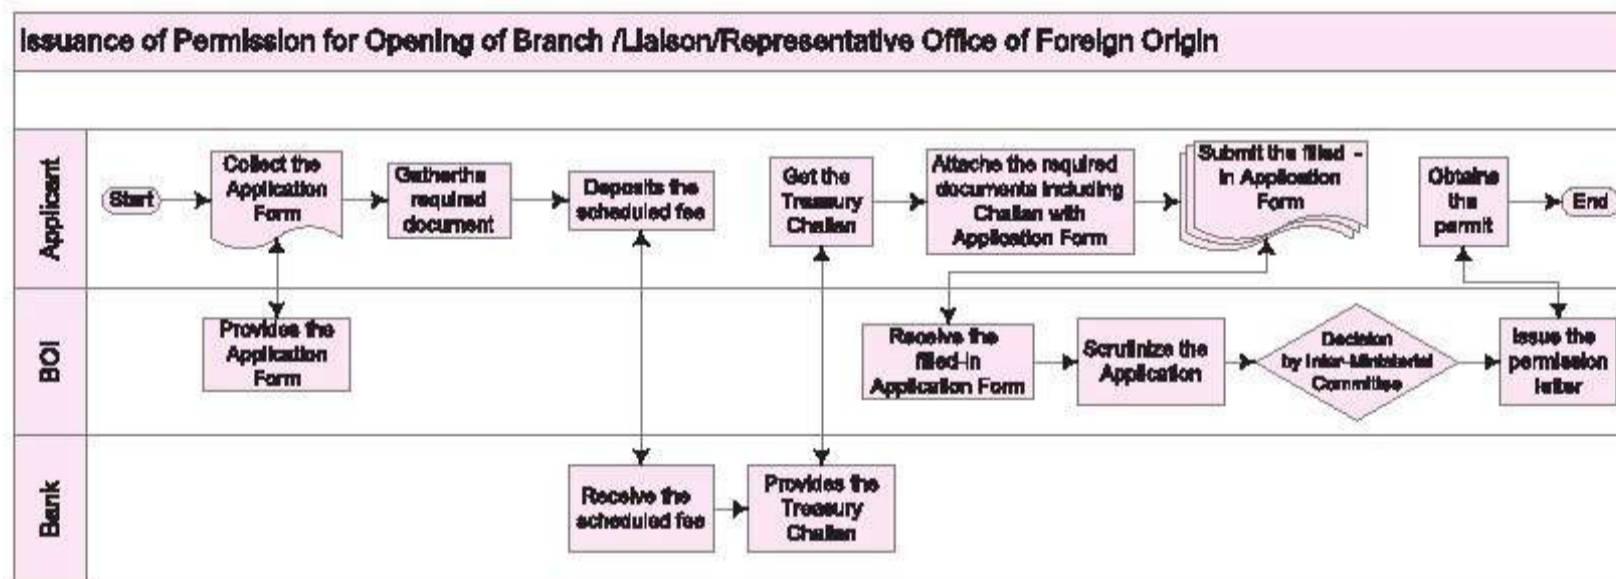 Issuance of Permission for Opening of Branch /Liaison/Representative Office of Foreign Origin
Applicant
Start
Collect the
Application
Form
Gatherthe
required
document
Deposits the
scheduled fee
Get the
Treasury
Challan
Attache the required
documents including
Challan with
Application Form
Submit the filled -
in Application
Form
Obtains
the
permit
End
BOI
Provides the
Application
Form
Receive the
filled-in
Application Form
Scrutinize the
Application
Decision
by Inter-Ministerial
Committee
Issue the
permission
letter
Bank
Receive the
scheduled fee
Provides the
Treasury
Challan